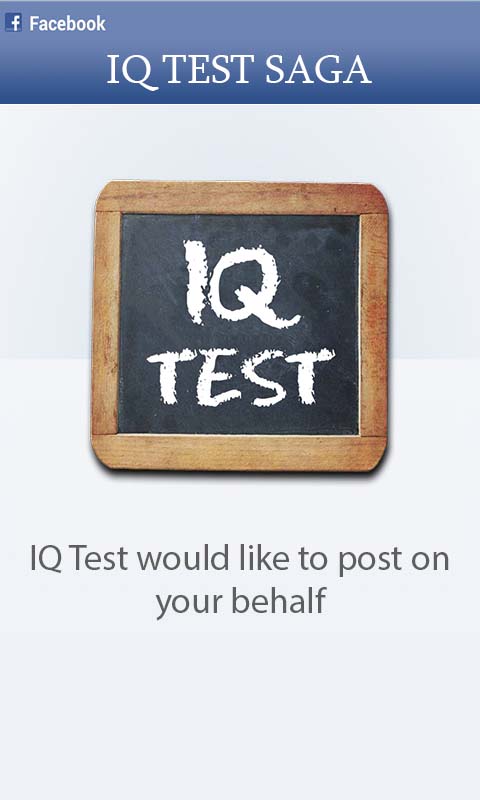 Facebook
IQ TEST SAGA
IQ
TEST
IQ Test would like to post on
your behalf